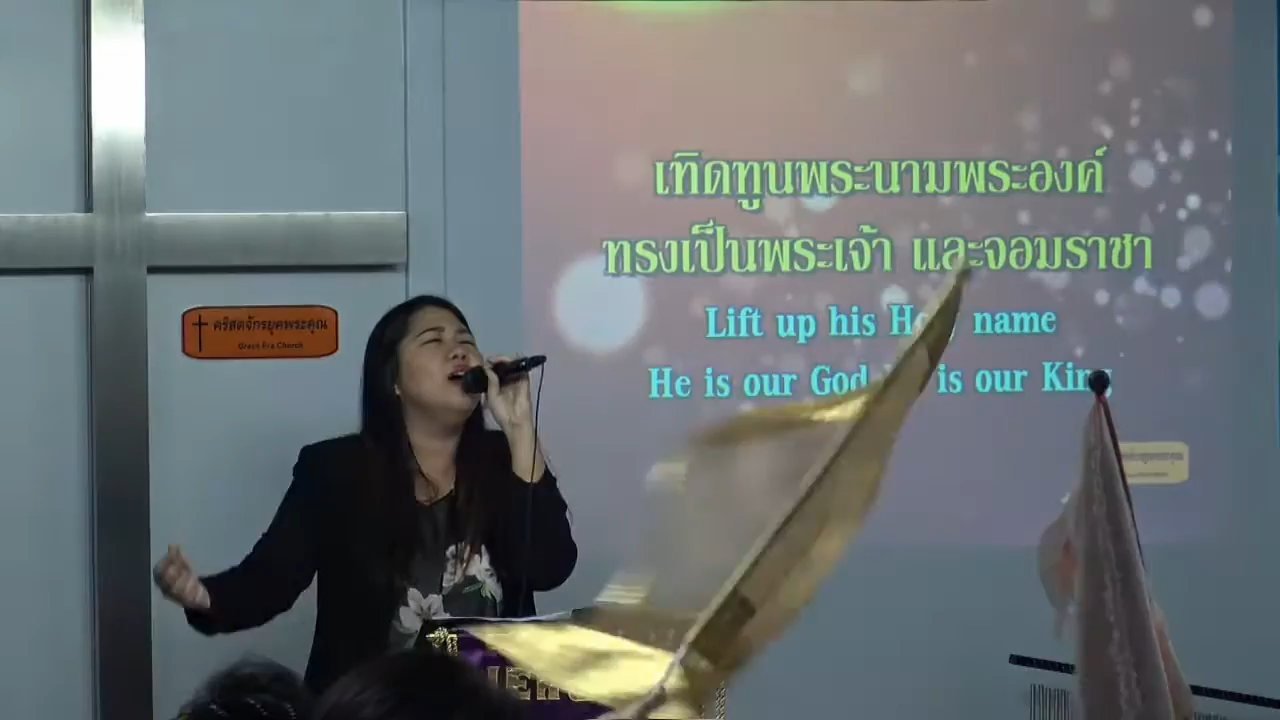 เทิดทูนพระนามพระองค์
ทรงเป็นพระเจ้า และจอมราชา
Lift up his name
He is our God is our King
คริสตจักรยุคพระคุณ
Grace Era Church